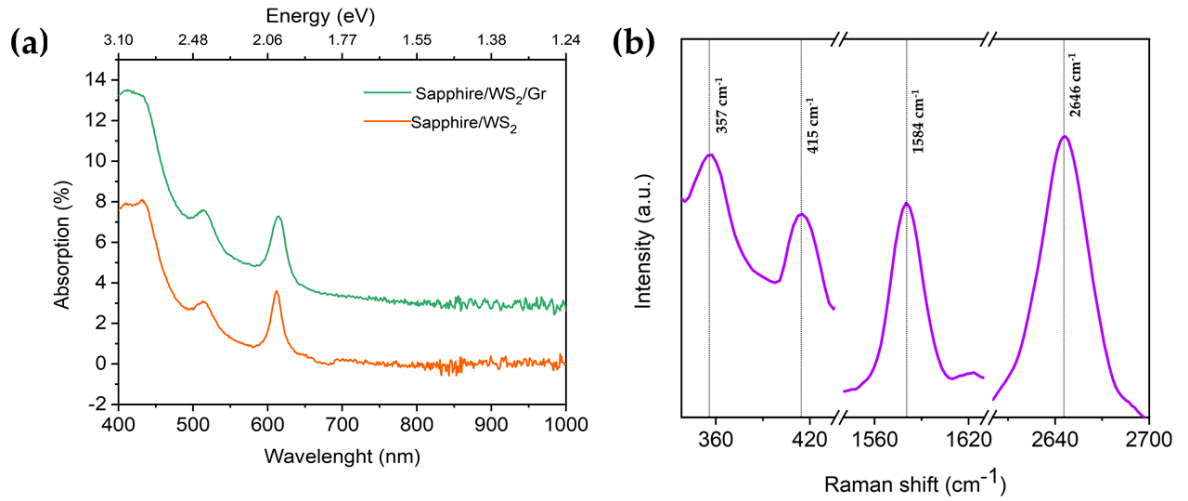 (a)
Energy (eV)
3.10 2.48 2.06 1.77 1.55 1.38 1.24
14
12
10
8
6
4
2
0
-2
Absorption (%)
Sapphire/WS₂/Gr
Sapphire/WS₂
400 500 600 700 800 900 1000
Wavelenght (nm)
(b)
Intensity (a.u.)
357 cm⁻¹
415 cm⁻¹
1584 cm⁻¹
2646 cm⁻¹
360 420 1560 1620 2640 2700
Raman shift (cm⁻¹)